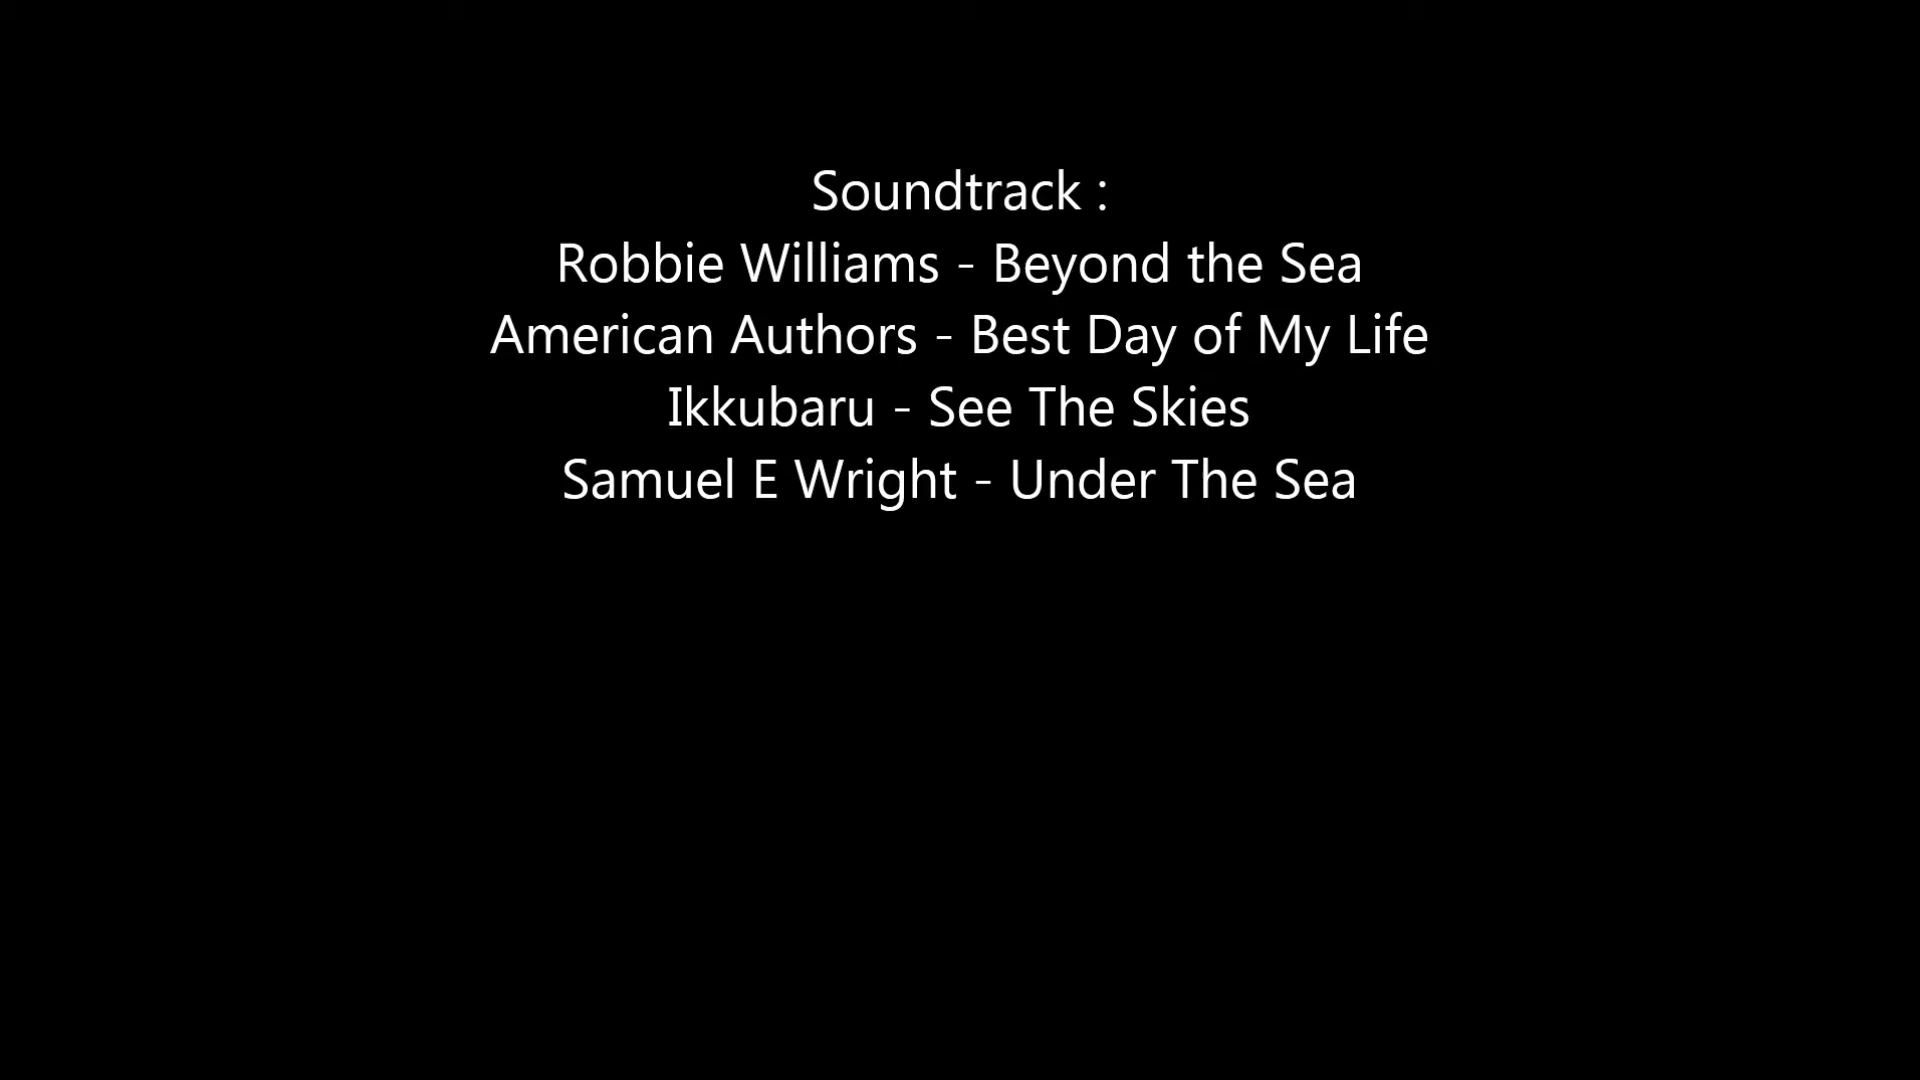 Soundtrack :
Robbie Williams - Beyond the Sea
American Authors - Best Day of My Life
Ikkubaru - See The Skies
Samuel E Wright - Under The Sea